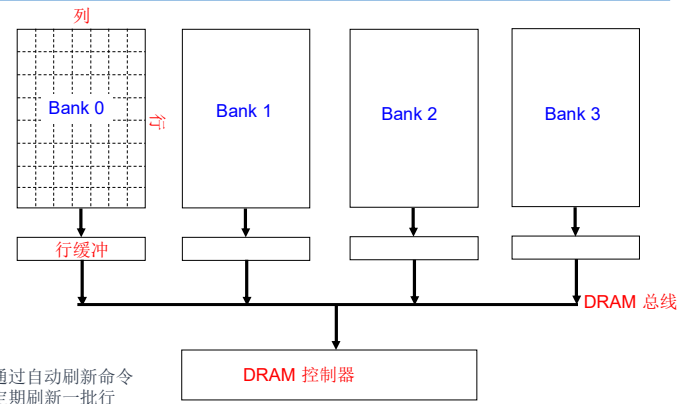 列
Bank 0
行
Bank 1
Bank 2
Bank 3
行缓冲
DRAM 总线
DRAM 控制器
通过自动刷新命令
定期刷新一批行